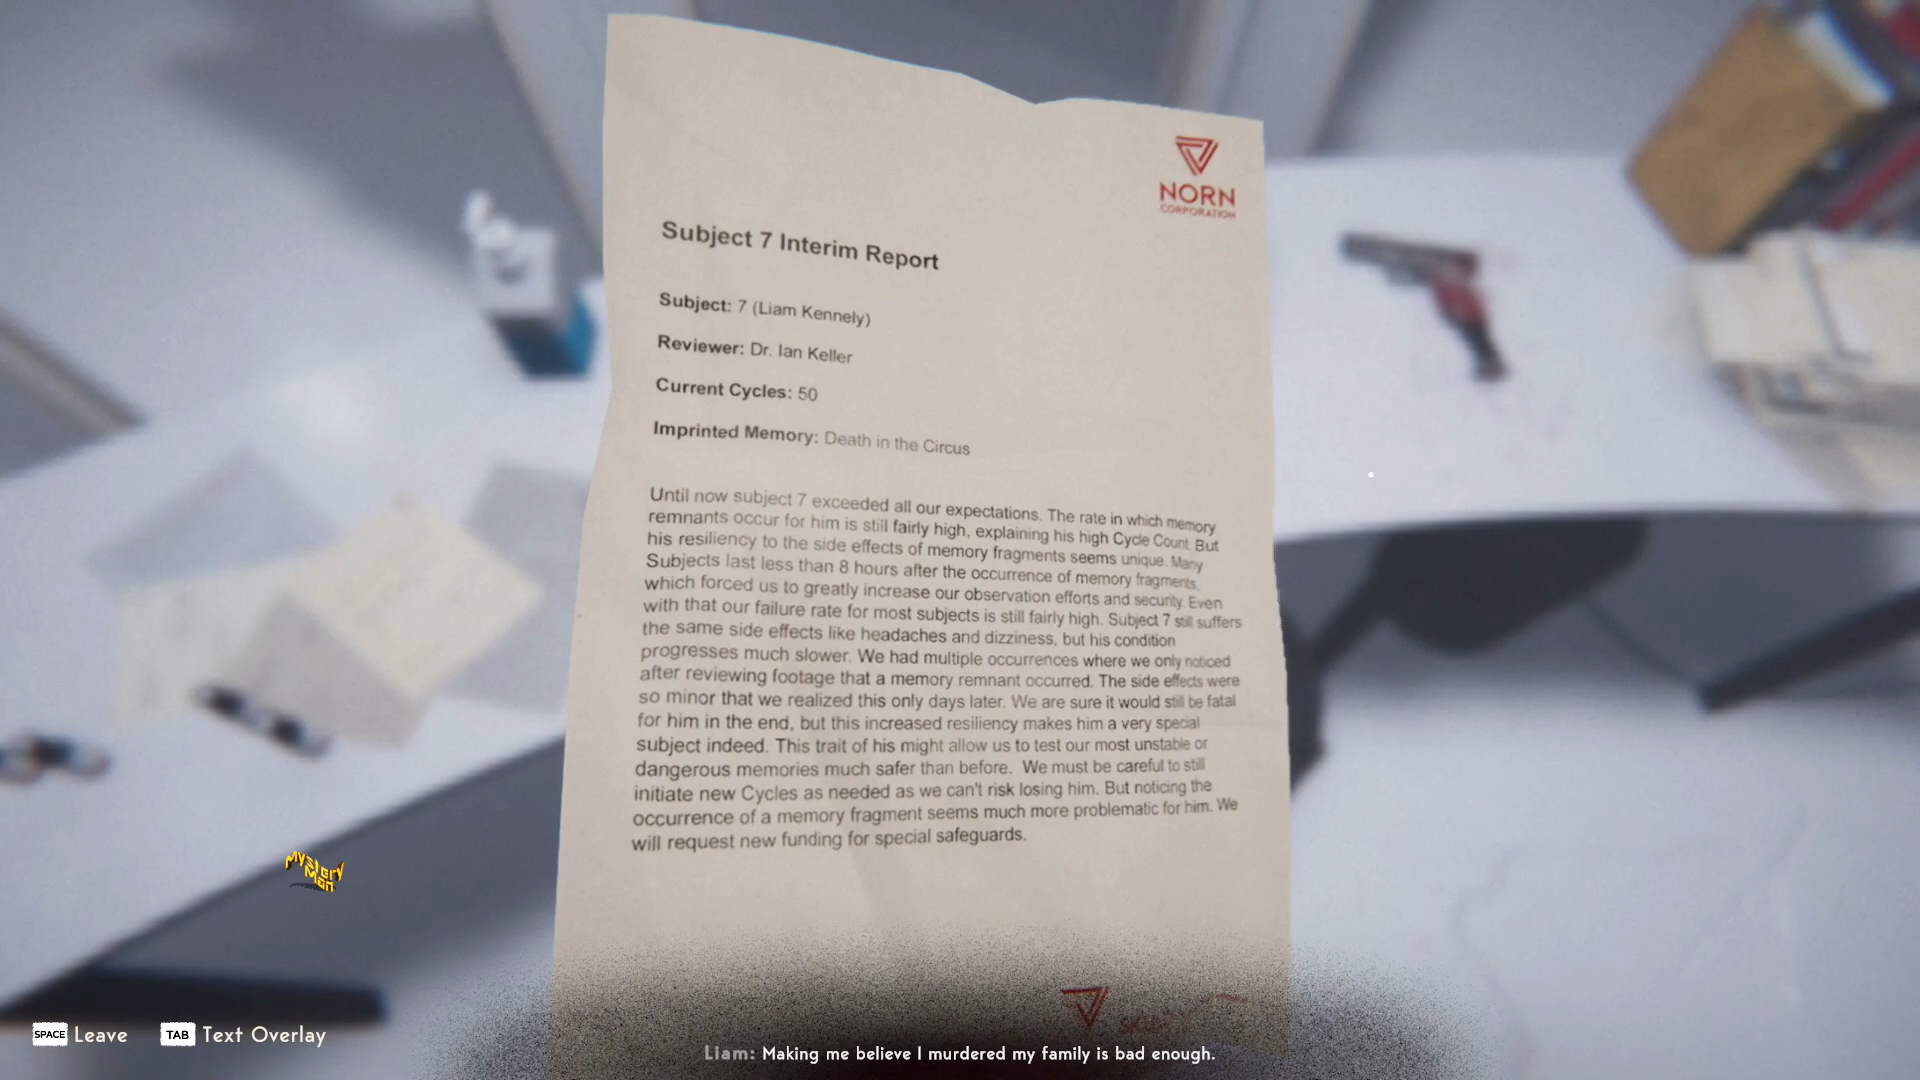 NORN
CORPORATION
Subject 7 Interim Report
Subject: 7 (Liam Kennely)
Reviewer: Dr. Ian Keller
Current Cycles: 50
Imprinted Memory: Death in the Circus
Until now subject 7 exceeded all our expectations. The rate in which memory
remnants occur for him is still fairly high, explaining his high Cycle Count. But
his resiliency to the side effects of memory fragments seems unique. Many
Subjects last less than 8 hours after the occurrence of memory fragments,
which forced us to greatly increase our observation efforts and security. Even
with that our failure rate for most subjects is still fairly high. Subject 7 still suffers
the same side effects like headaches and dizziness, but his condition
progresses much slower. We had multiple occurrences where we only noticed
after reviewing footage that a memory remnant occurred. The side effects were
so minor that we realized this only days later. We are sure it would still be fatal
for him in the end, but this increased resiliency makes him a very special
subject indeed. This trait of his might allow us to test our most unstable or
dangerous memories much safer than before. We must be careful to still
initiate new Cycles as needed as we can't risk losing him. But noticing the
occurrence of a memory fragment seems much more problematic for him. We
will request new funding for special safeguards.
Mystery
Man
SPACE Leave TAB Text Overlay
Liam: Making me believe I murdered my family is bad enough.